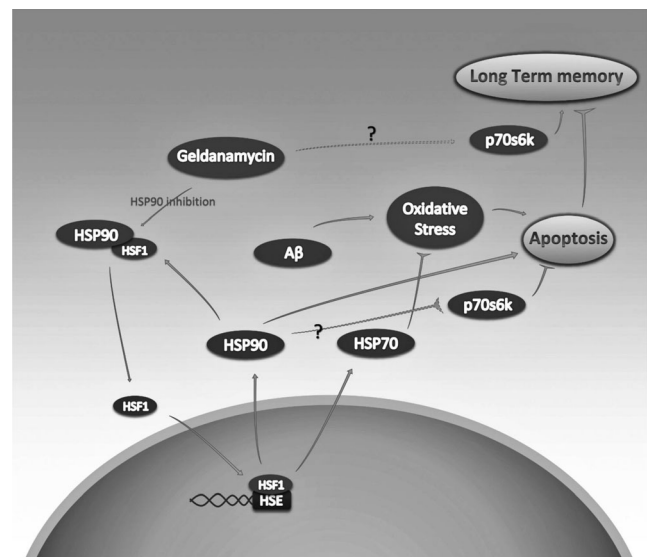 Long Term memory
?
p70s6k
Geldanamycin
HSP90 inhibition
Oxidative
Stress
HSP90
HSF1
Aβ
Apoptosis
p70s6k
?
HSP90
HSP70
HSF1
HSF1
HSE